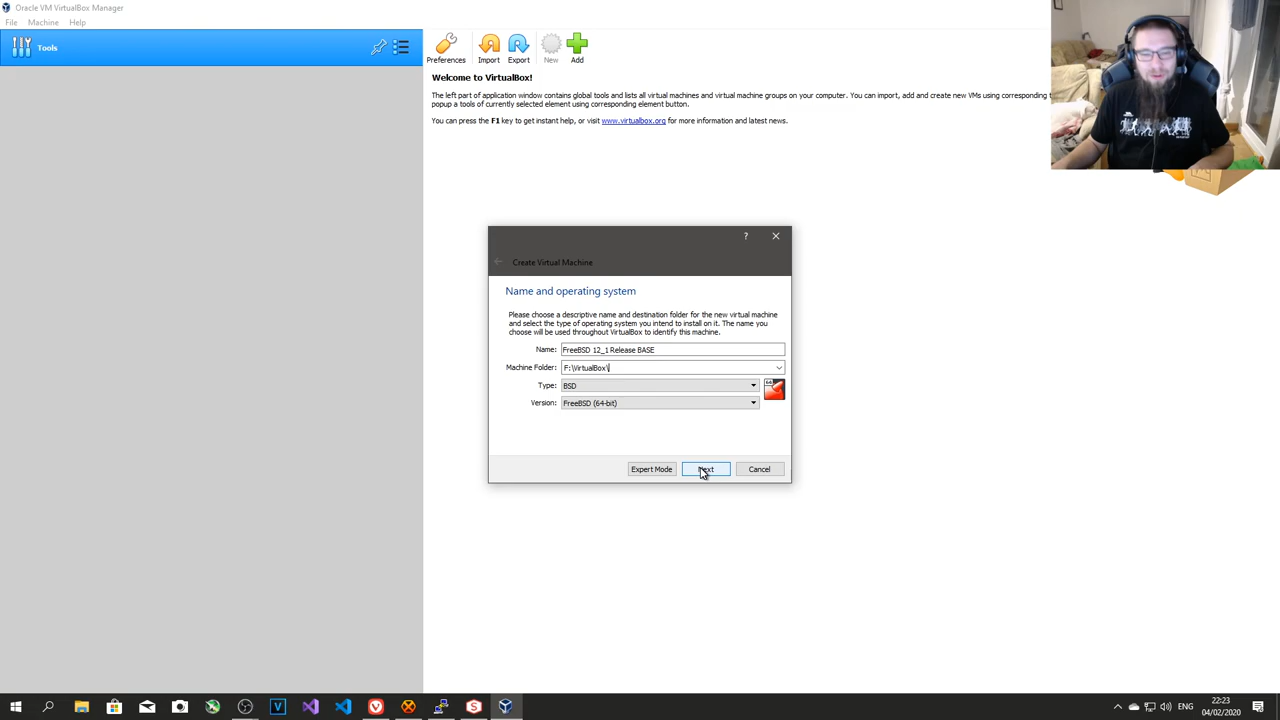 Oracle VM VirtualBox Manager
File Machine Help
Tools
Preferences
Import
Export
New
Add
Welcome to VirtualBox!
The left part of application window contains global tools and lists all virtual machines and virtual machine groups on your computer. You can import, add and create new VMs using corresponding
popup a tools of currently selected element using corresponding element button.
You can press the F1 key to get instant help, or visit www.virtualbox.org for more information and latest news.
?
Create Virtual Machine
Name and operating system
Please choose a descriptive name and destination folder for the new virtual machine
and select the type of operating system you intend to install on it. The name you
choose will be used throughout VirtualBox to identify this machine.
Name: FreeBSD 12_1 Release BASE
Machine Folder: F:\VirtualBox\
Type: BSD
64
Version: FreeBSD (64-bit)
Expert Mode Next Cancel
22:23
04/02/2020